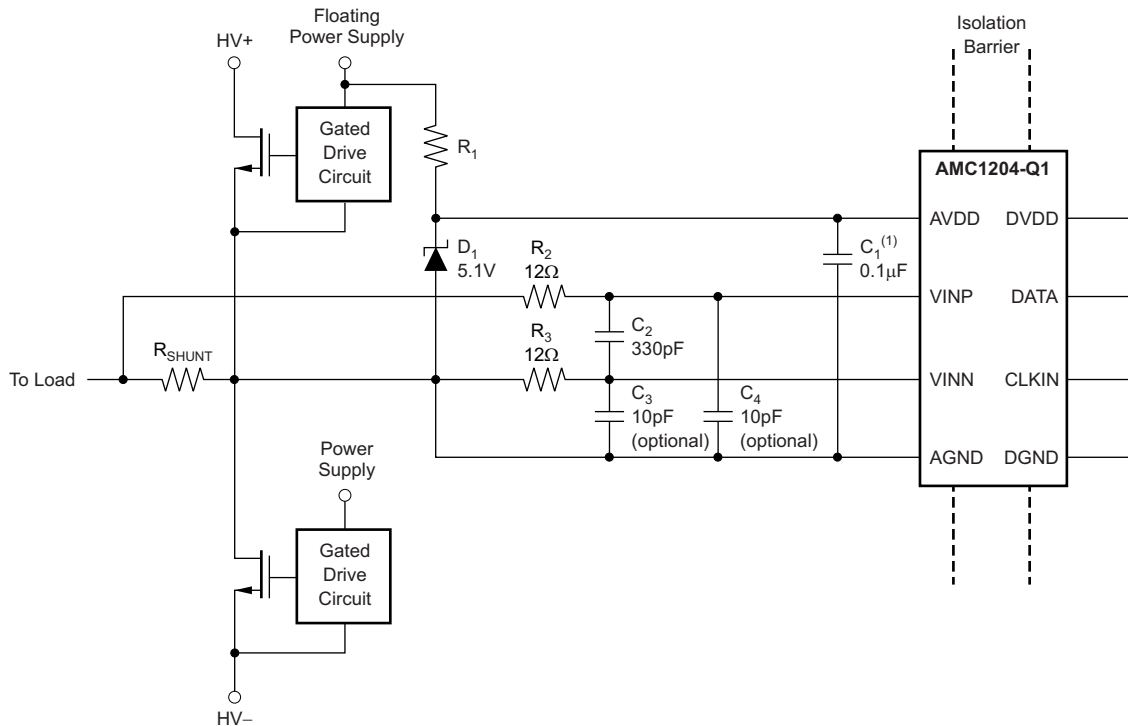 Floating
Power Supply
HV+
Isolation
Barrier
Gated
Drive
Circuit
R1
AMC1204-Q1
AVDD
DVDD
D1
5.1V
R2
12Ω
C1(1)
0.1μF
VINP
DATA
C2
330pF
R3
12Ω
RSHUNT
To Load
VINN
CLKIN
C3
10pF
(optional)
C4
10pF
(optional)
AGND
DGND
Power
Supply
Gated
Drive
Circuit
HV–